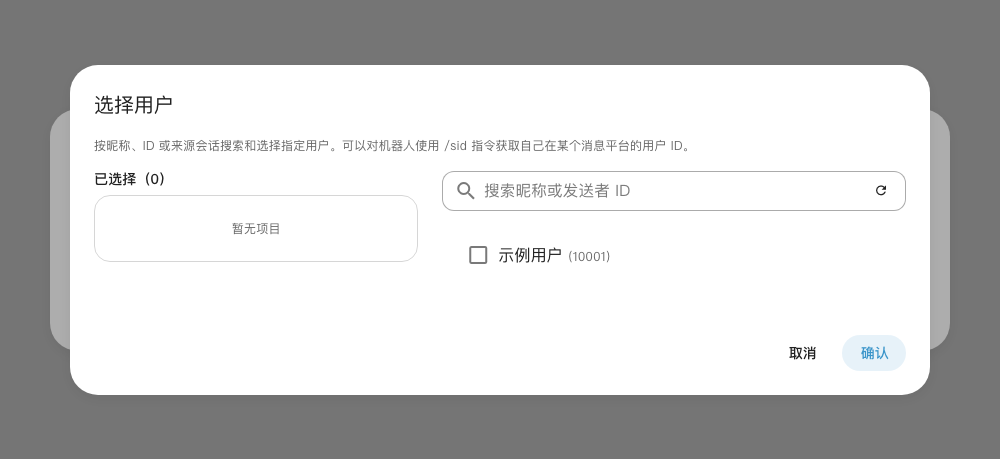 选择用户
按昵称、ID 或来源会话搜索和选择指定用户。可以对机器人使用 /sid 指令获取自己在某个消息平台的用户 ID。
已选择（0）
暂无项目
搜索昵称或发送者 ID
示例用户 (10001)
取消
确认